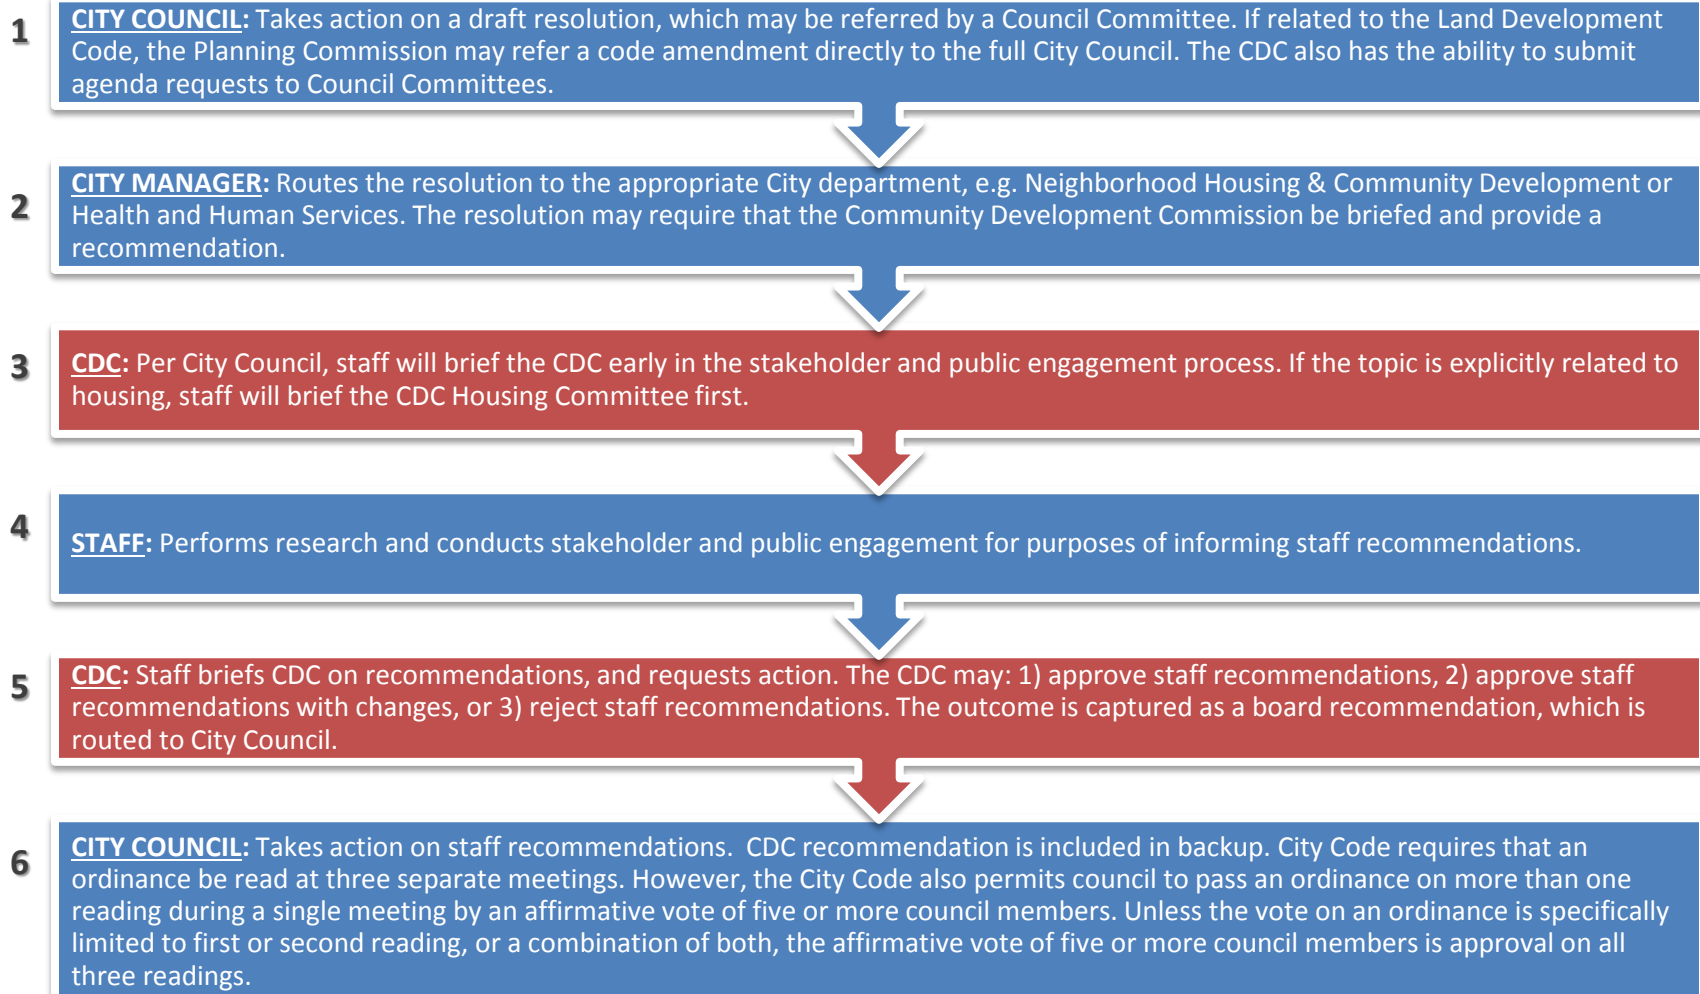 1
CITY COUNCIL: Takes action on a draft resolution, which may be referred by a Council Committee. If related to the Land Development
Code, the Planning Commission may refer a code amendment directly to the full City Council. The CDC also has the ability to submit
agenda requests to Council Committees.
2
CITY MANAGER: Routes the resolution to the appropriate City department, e.g. Neighborhood Housing & Community Development or
Health and Human Services. The resolution may require that the Community Development Commission be briefed and provide a
recommendation.
3
CDC: Per City Council, staff will brief the CDC early in the stakeholder and public engagement process. If the topic is explicitly related to
housing, staff will brief the CDC Housing Committee first.
4
STAFF: Performs research and conducts stakeholder and public engagement for purposes of informing staff recommendations.
5
CDC: Staff briefs CDC on recommendations, and requests action. The CDC may: 1) approve staff recommendations, 2) approve staff
recommendations with changes, or 3) reject staff recommendations. The outcome is captured as a board recommendation, which is
routed to City Council.
6
CITY COUNCIL: Takes action on staff recommendations.  CDC recommendation is included in backup. City Code requires that an
ordinance be read at three separate meetings. However, the City Code also permits council to pass an ordinance on more than one
reading during a single meeting by an affirmative vote of five or more council members. Unless the vote on an ordinance is specifically
limited to first or second reading, or a combination of both, the affirmative vote of five or more council members is approval on all
three readings.